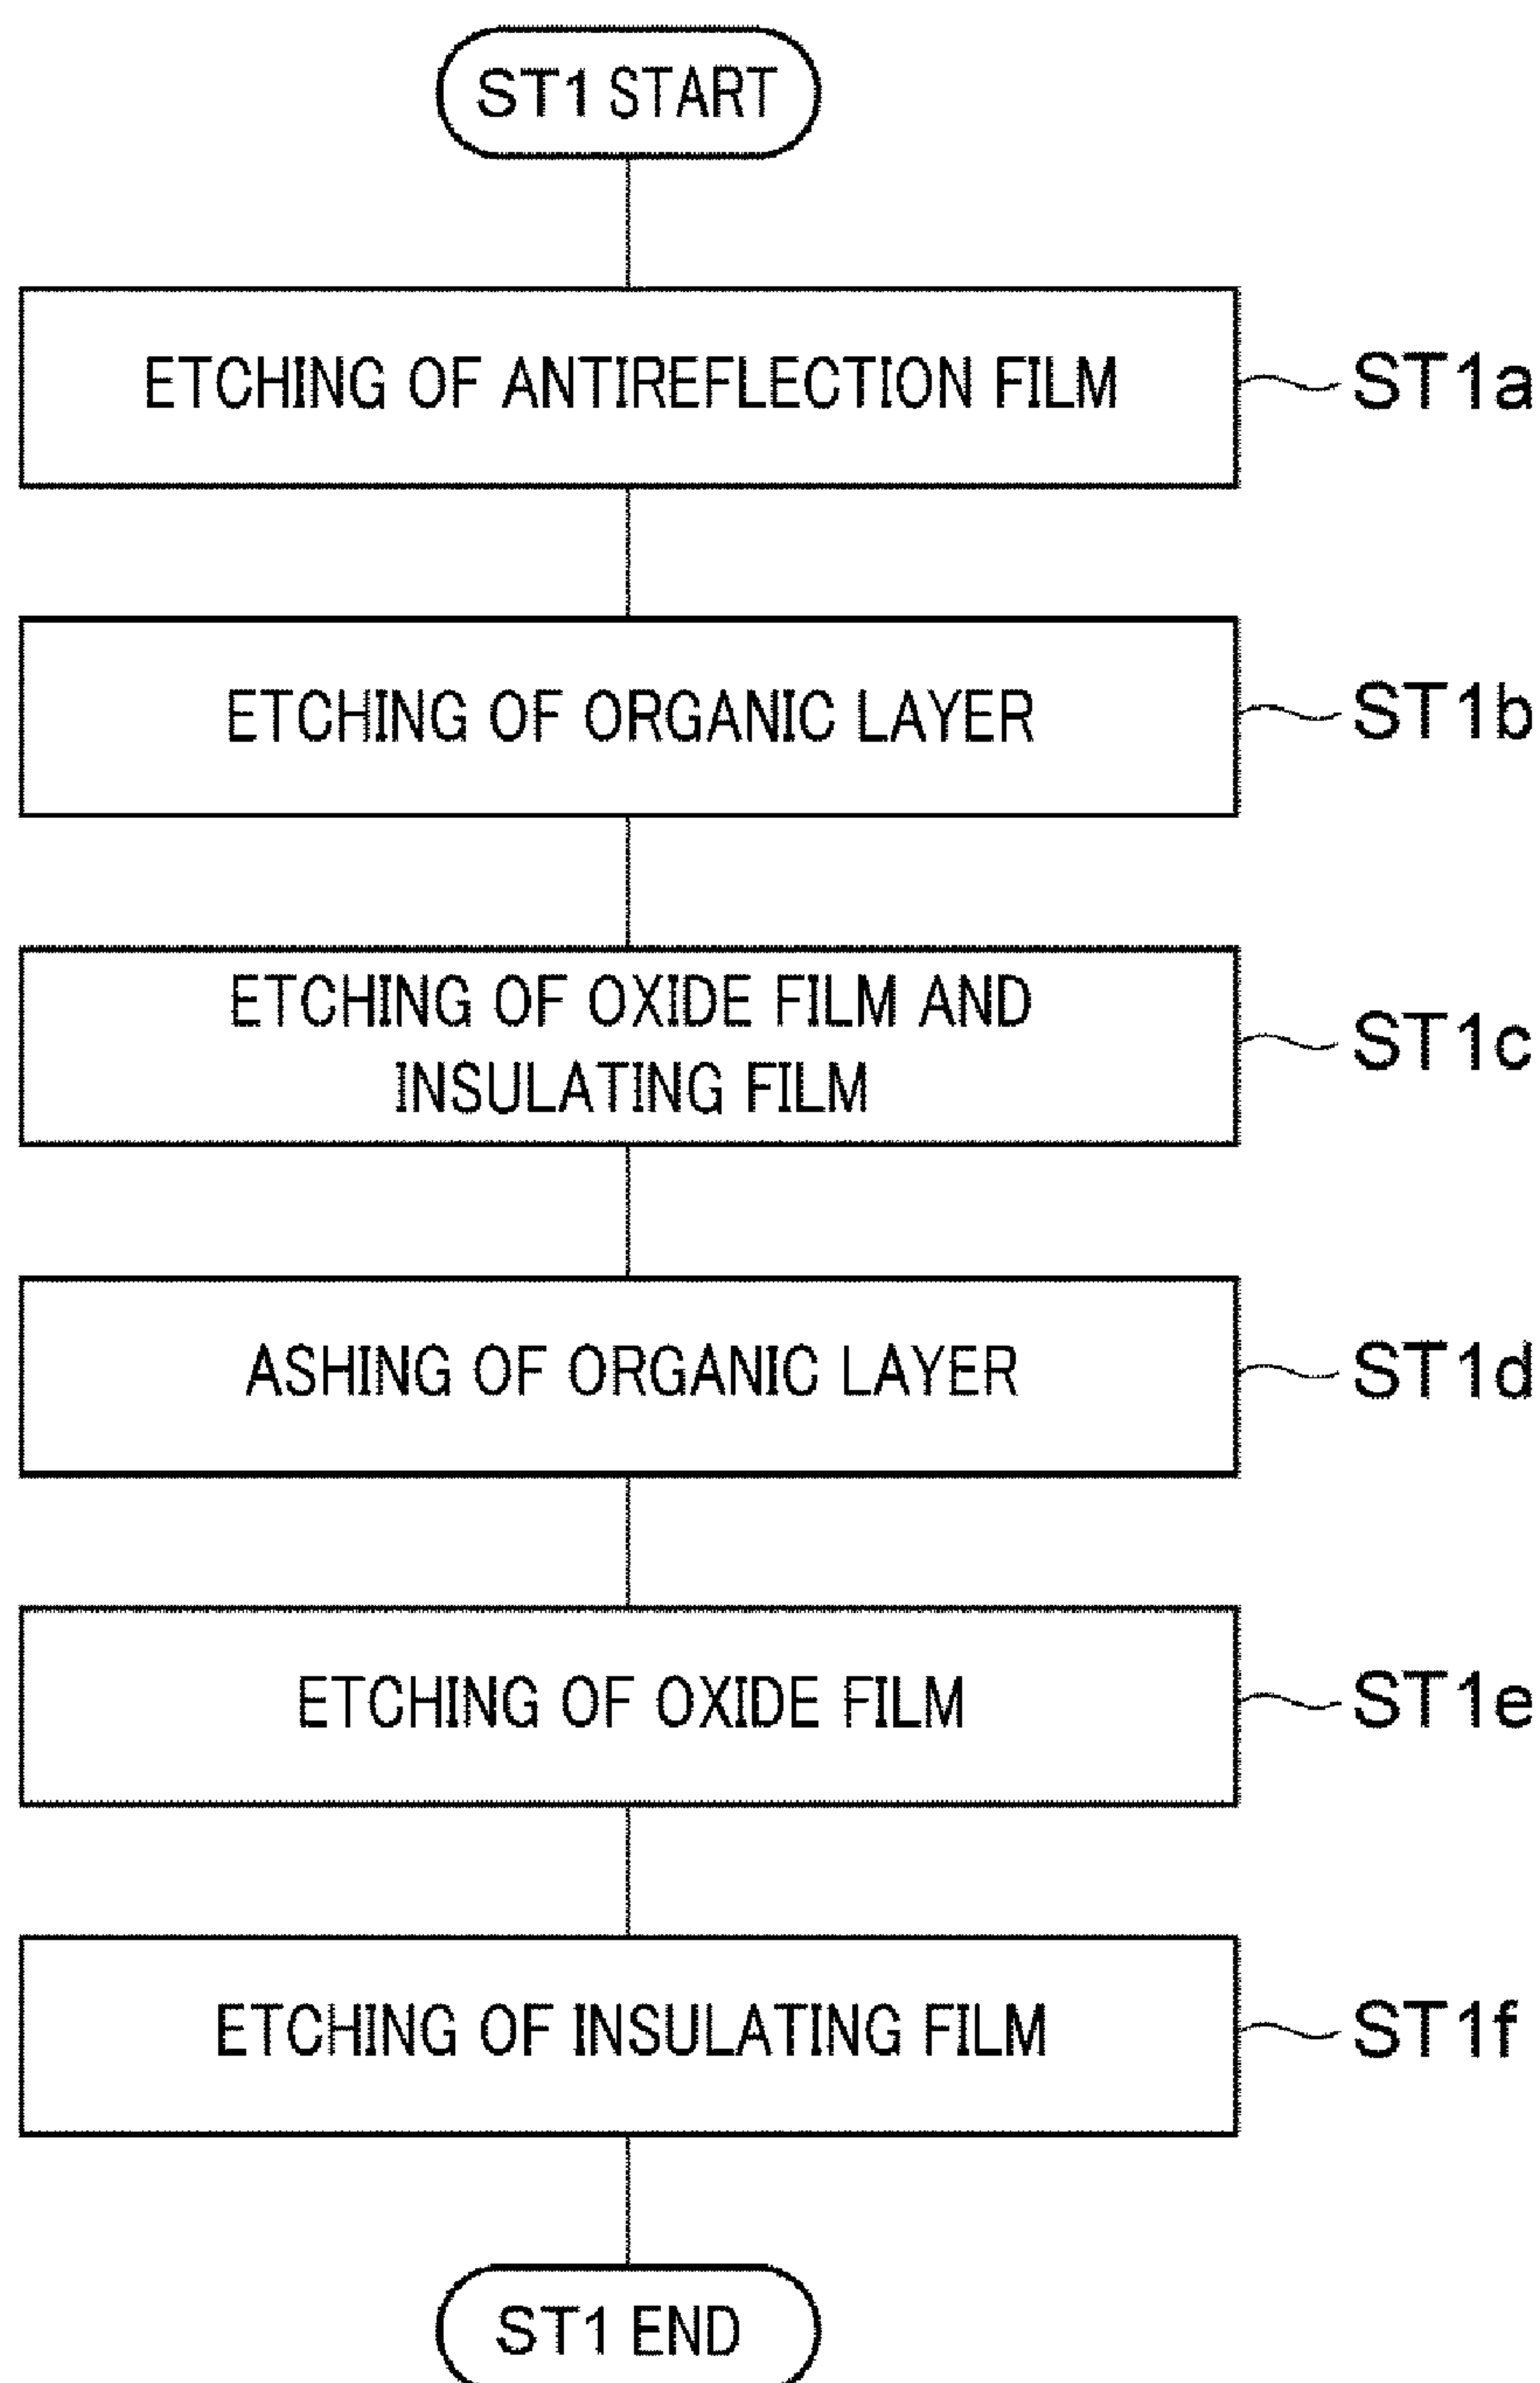 ST1 START
ETCHING OF ANTIREFLECTION FILM
ST1a
ETCHING OF ORGANIC LAYER
ST1b
ETCHING OF OXIDE FILM AND
INSULATING FILM
ST1c
ASHING OF ORGANIC LAYER
ST1d
ETCHING OF OXIDE FILM
ST1e
ETCHING OF INSULATING FILM
ST1f
ST1 END